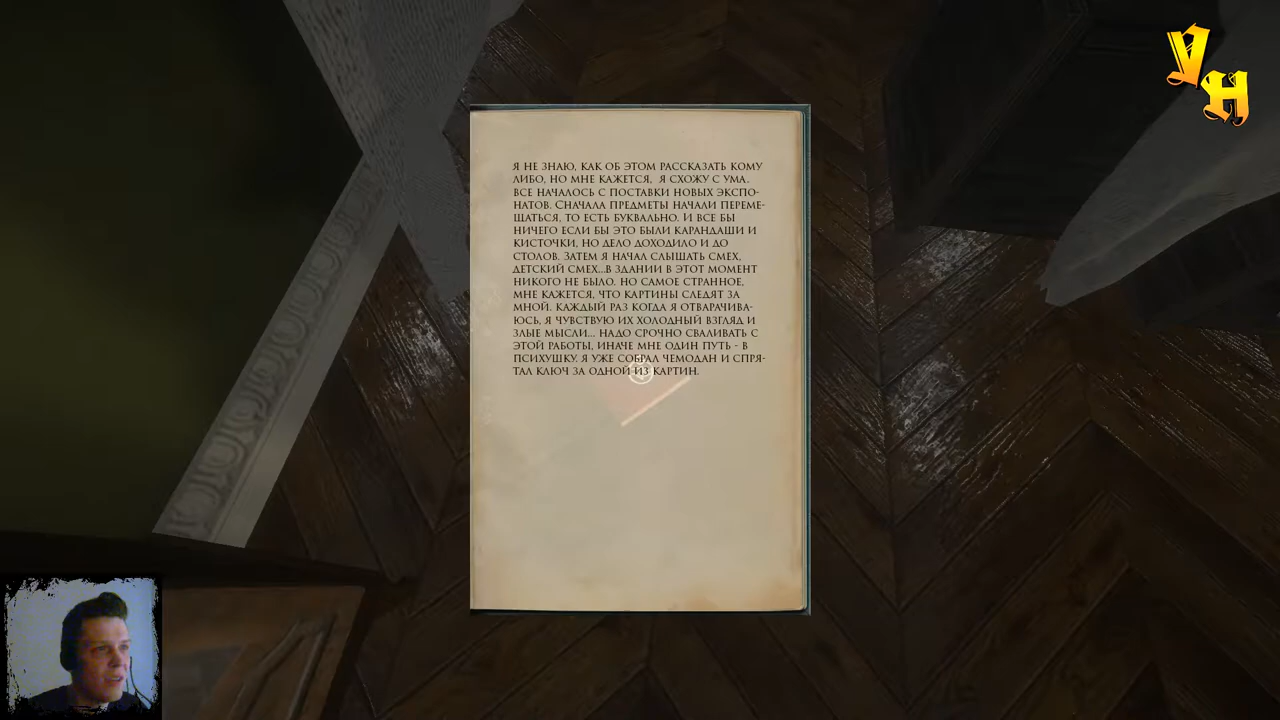 Я НЕ ЗНАЮ, КАК ОБ ЭТОМ РАССКАЗАТЬ КОМУ
ЛИБО, НО МНЕ КАЖЕТСЯ, Я СХОЖУ С УМА.
ВСЕ НАЧАЛОСЬ С ПОСТАВКИ НОВЫХ ЭКСПО-
НАТОВ. СНАЧАЛА ПРЕДМЕТЫ НАЧАЛИ ПЕРЕМЕ-
ЩАТЬСЯ, ТО ЕСТЬ БУКВАЛЬНО. И ВСЕ БЫ
НИЧЕГО ЕСЛИ БЫ ЭТО БЫЛИ КАРАНДАШИ И
КИСТОЧКИ, НО ДЕЛО ДОХОДИЛО И ДО
СТОЛОВ. ЗАТЕМ Я НАЧАЛ СЛЫШАТЬ СМЕХ,
ДЕТСКИЙ СМЕХ...В ЗДАНИИ В ЭТОТ МОМЕНТ
НИКОГО НЕ БЫЛО. НО САМОЕ СТРАННОЕ,
МНЕ КАЖЕТСЯ, ЧТО КАРТИНЫ СЛЕДЯТ ЗА
МНОЙ. КАЖДЫЙ РАЗ КОГДА Я ОТВАРАЧИВА-
ЮСЬ, Я ЧУВСТВУЮ ИХ ХОЛОДНЫЙ ВЗГЛЯД И
ЗЛЫЕ МЫСЛИ... НАДО СРОЧНО СВАЛИВАТЬ С
ЭТОЙ РАБОТЫ, ИНАЧЕ МНЕ ОДИН ПУТЬ - В
ПСИХУШКУ. Я УЖЕ СОБРАЛ ЧЕМОДАН И СПРЯ-
ТАЛ КЛЮЧ ЗА ОДНОЙ ИЗ КАРТИН.